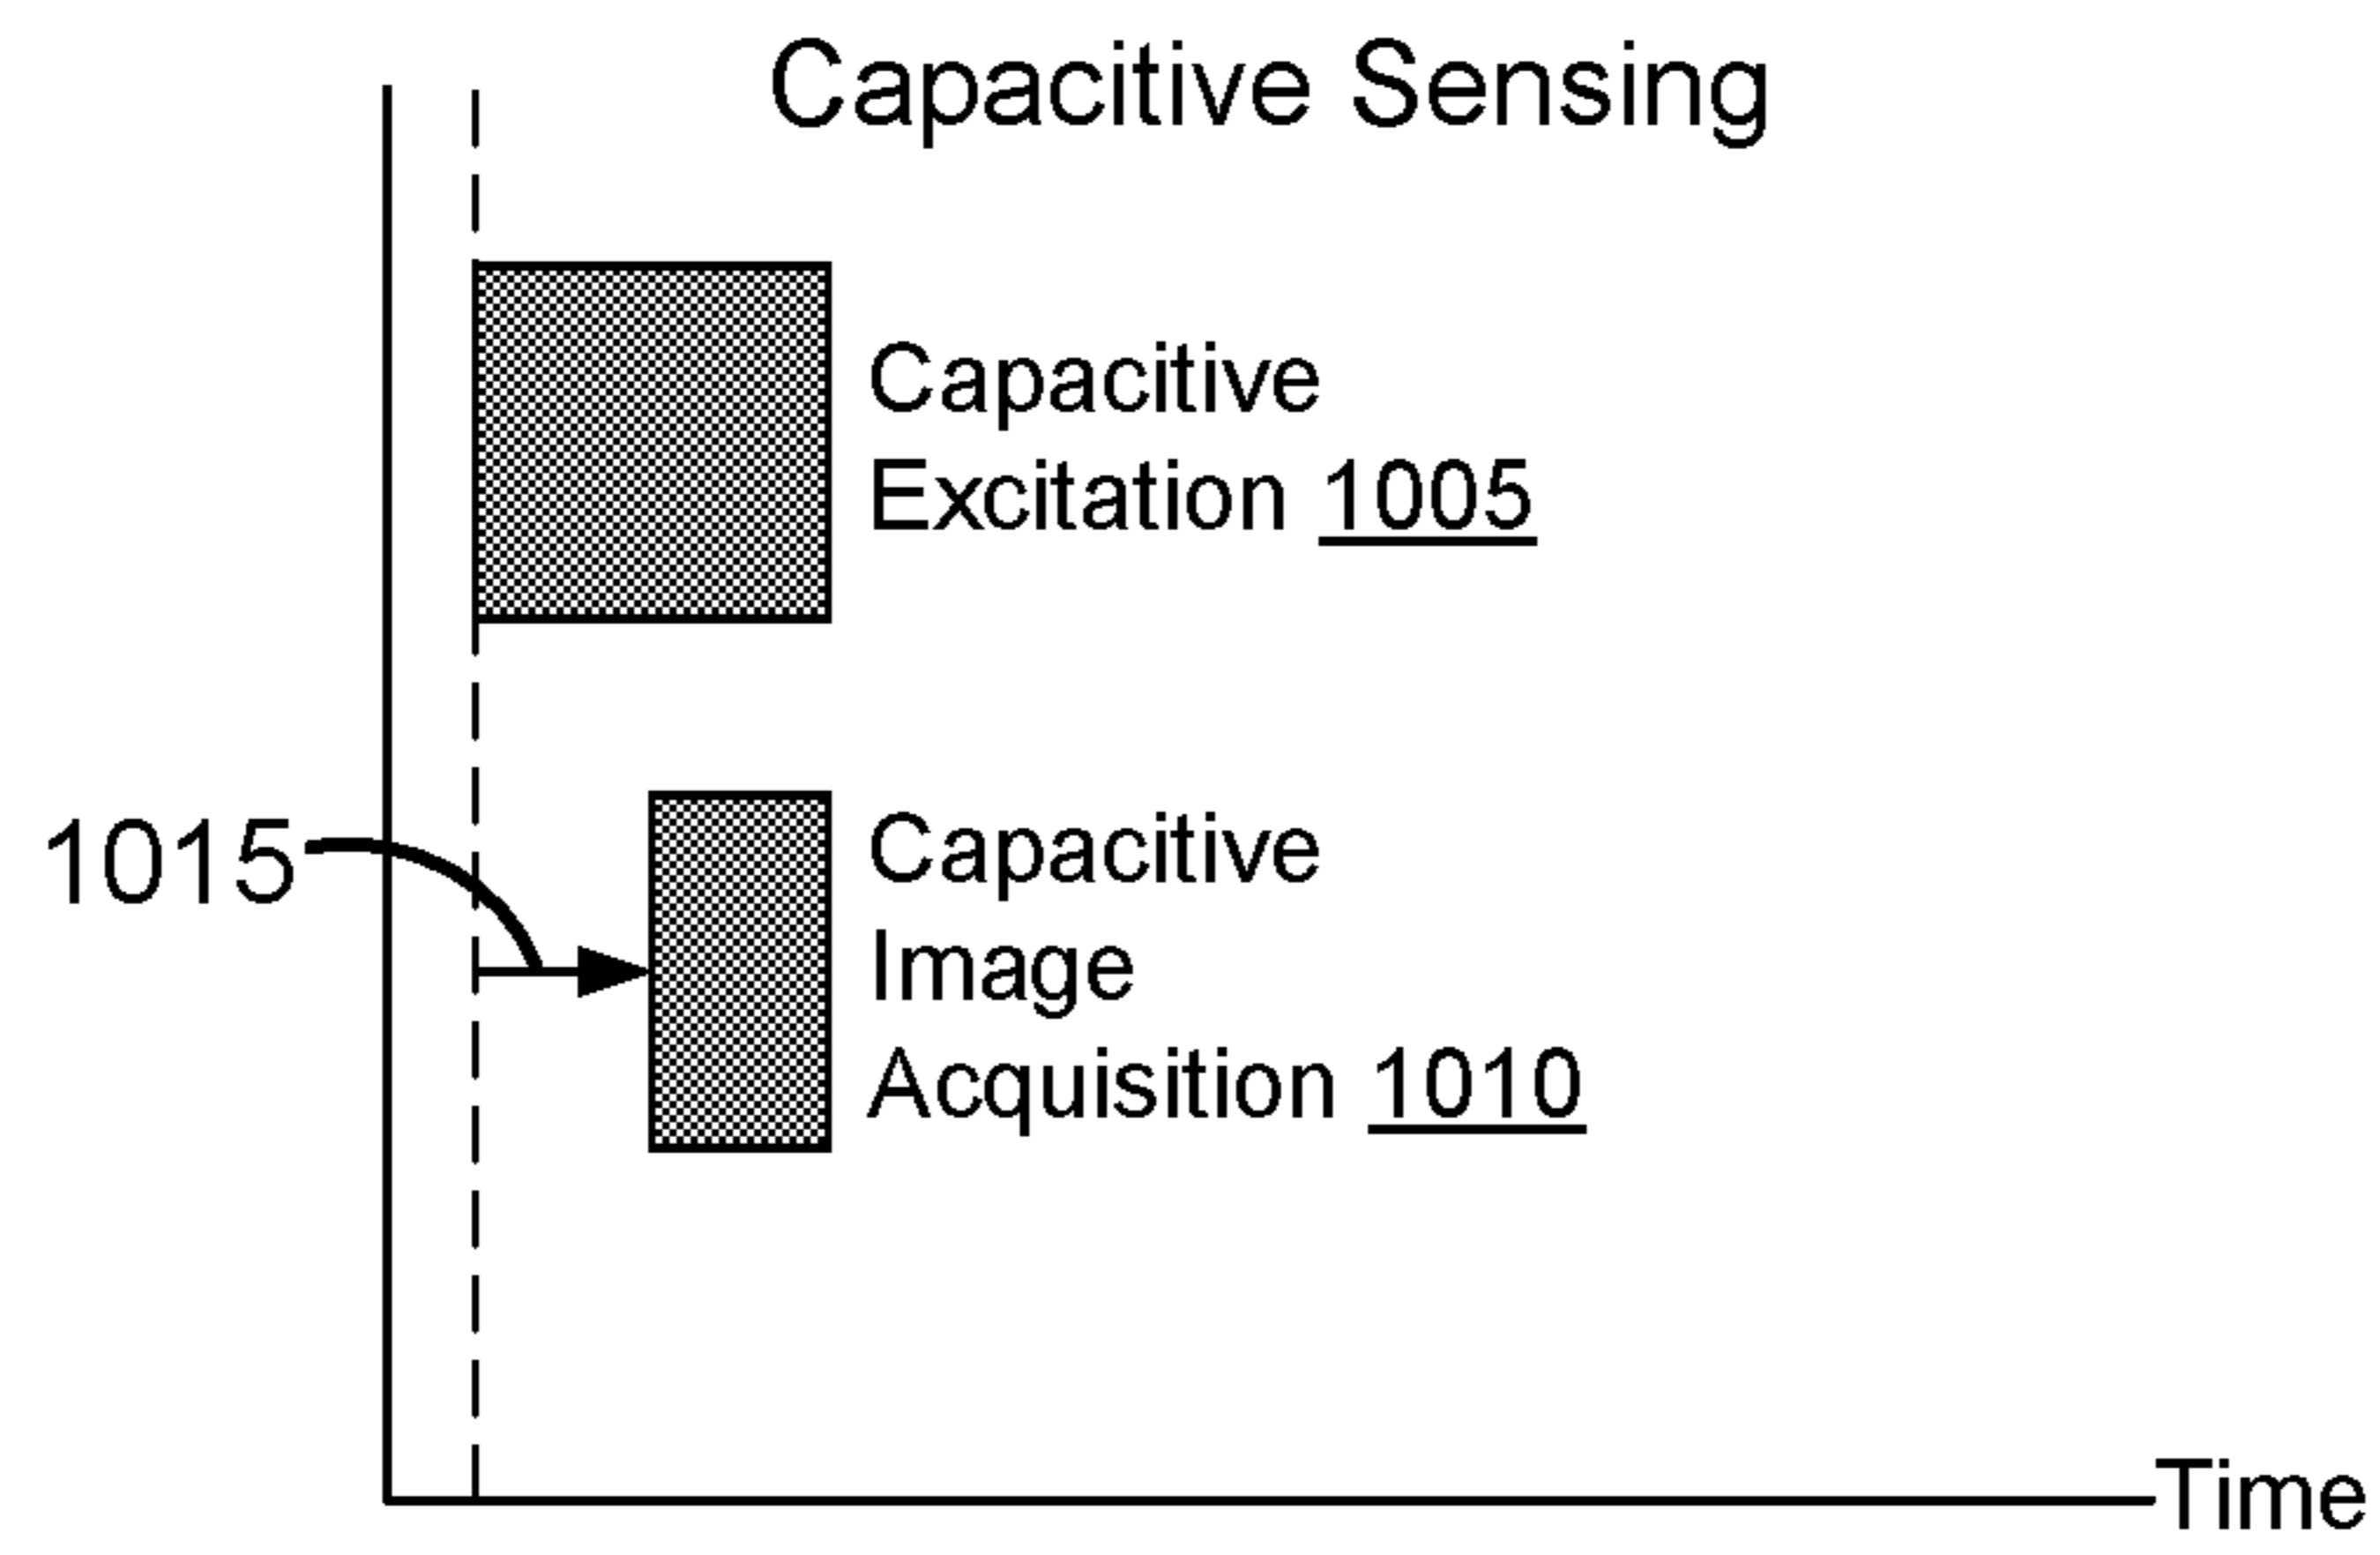 Capacitive Sensing
Capacitive
Excitation 1005
1015
Capacitive
Image
Acquisition 1010
Time